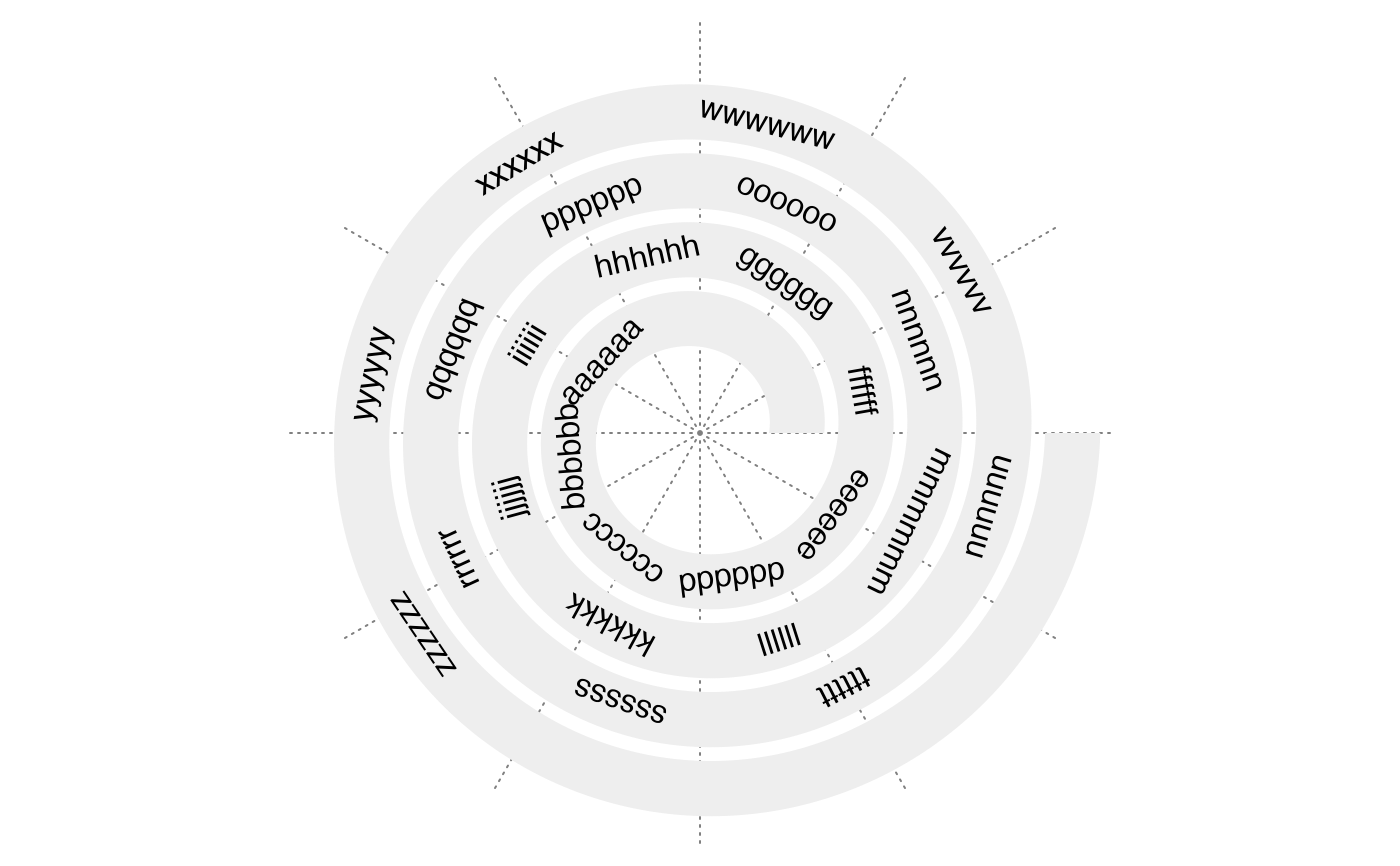 aaaaaa
bbbbbb
cccccc
dddddd
eeeeee
ffffff
gggggg
hhhhhh
iiiiii
jjjjjj
kkkkkk
llllll
mmmmmm
nnnnnn
oooooo
pppppp
qqqqqq
rrrrrr
ssssss
tttttt
uuuuuu
vvvvvv
wwwwww
xxxxxx
yyyyyy
zzzzzz